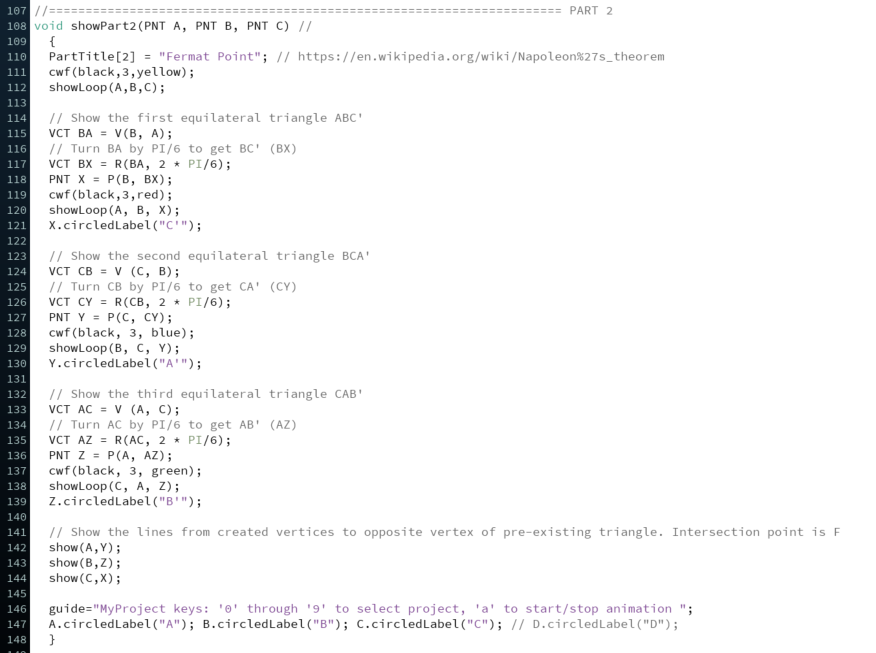 107 //======================================================================= PART 2
108 void showPart2(PNT A, PNT B, PNT C) //
109   {
110   PartTitle[2] = "Fermat Point"; // https://en.wikipedia.org/wiki/Napoleon%27s_theorem
111   cwf(black,3,yellow);
112   showLoop(A,B,C);
113
114   // Show the first equilateral triangle ABC'
115   VCT BA = V(B, A);
116   // Turn BA by PI/6 to get BC' (BX)
117   VCT BX = R(BA, 2 * PI/6);
118   PNT X = P(B, BX);
119   cwf(black,3,red);
120   showLoop(A, B, X);
121   X.circledLabel("C'");
122
123   // Show the second equilateral triangle BCA'
124   VCT CB = V (C, B);
125   // Turn CB by PI/6 to get CA' (CY)
126   VCT CY = R(CB, 2 * PI/6);
127   PNT Y = P(C, CY);
128   cwf(black, 3, blue);
129   showLoop(B, C, Y);
130   Y.circledLabel("A'");
131
132   // Show the third equilateral triangle CAB'
133   VCT AC = V (A, C);
134   // Turn AC by PI/6 to get AB' (AZ)
135   VCT AZ = R(AC, 2 * PI/6);
136   PNT Z = P(A, AZ);
137   cwf(black, 3, green);
138   showLoop(C, A, Z);
139   Z.circledLabel("B'");
140
141   // Show the lines from created vertices to opposite vertex of pre-existing triangle. Intersection point is F
142   show(A,Y);
143   show(B,Z);
144   show(C,X);
145
146   guide="MyProject keys: '0' through '9' to select project, 'a' to start/stop animation ";
147   A.circledLabel("A"); B.circledLabel("B"); C.circledLabel("C"); // D.circledLabel("D");
148   }